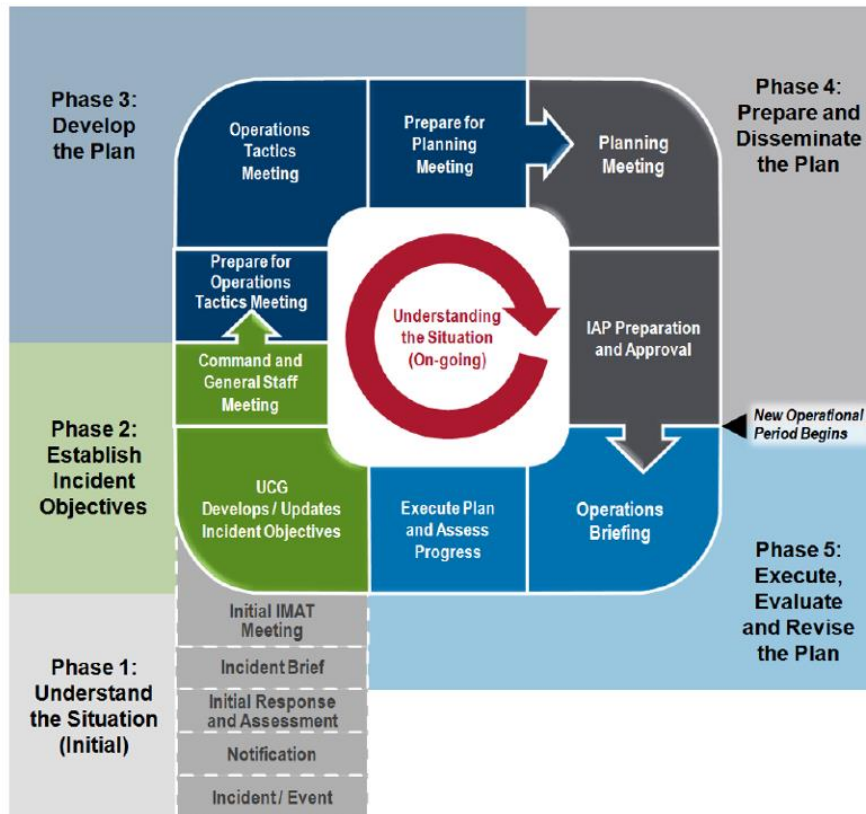 Phase 3:
Develop
the Plan
Operations
Tactics
Meeting
Prepare for
Planning
Meeting
Planning
Meeting
Phase 4:
Prepare and
Disseminate
the Plan
Prepare for
Operations
Tactics Meeting
Understanding
the Situation
(On-going)
IAP Preparation
and Approval
Command and
General Staff
Meeting
New Operational
Period Begins
Phase 2:
Establish
Incident
Objectives
UCG
Develops / Updates
Incident Objectives
Execute Plan
and Assess
Progress
Operations
Briefing
Phase 5:
Execute,
Evaluate
and Revise
the Plan
Phase 1:
Understand
the Situation
(Initial)
Initial IMAT
Meeting
Incident Brief
Initial Response
and Assessment
Notification
Incident / Event